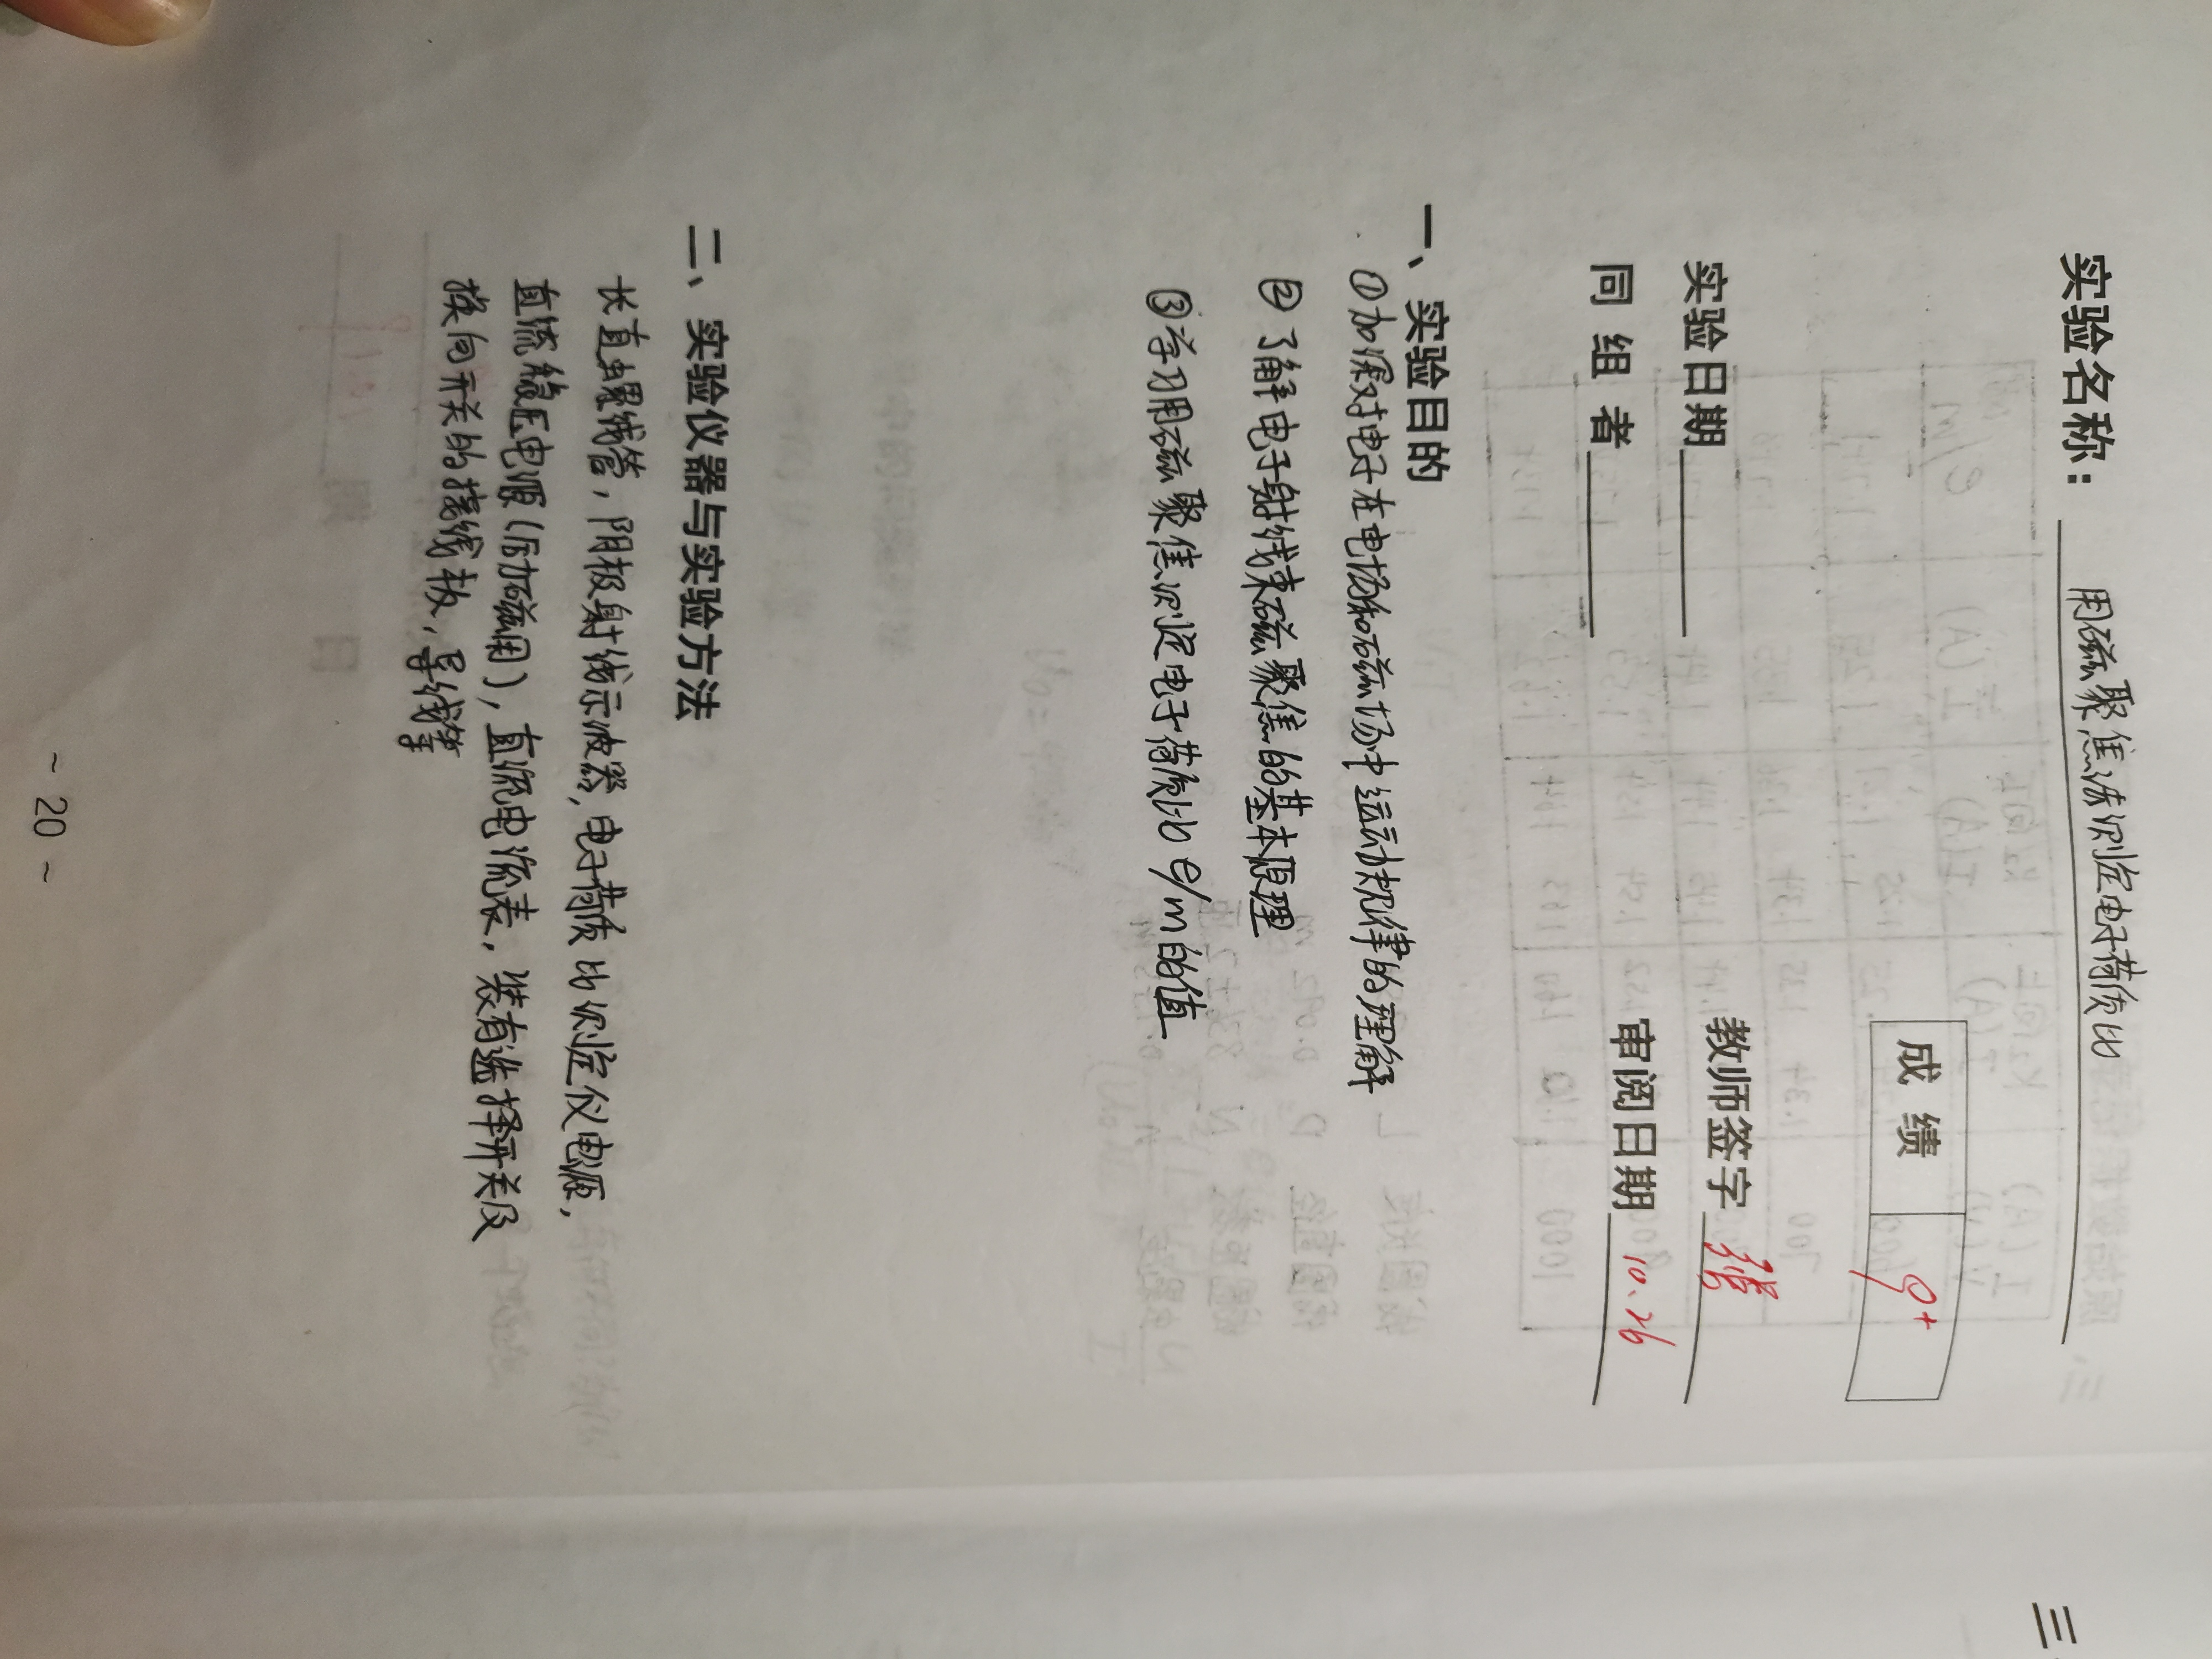 实验名称：用磁聚焦法测定电子荷质比
成绩 9+
实验日期 教师签字
同组者 审阅日期 10.26
一、实验目的
①加深对电子在电场和磁场中运动规律的理解
②了解电子射线束磁聚焦的基本原理
③学习用磁聚焦测定电子荷质比e/m的值
二、实验仪器与实验方法
长直螺线管，阴极射线示波器，电子荷质比测定仪电源，
直流稳压电源（励磁用），直流电流表，装有选择开关及
换向开关的接线板，导线等
~ 20 ~
三